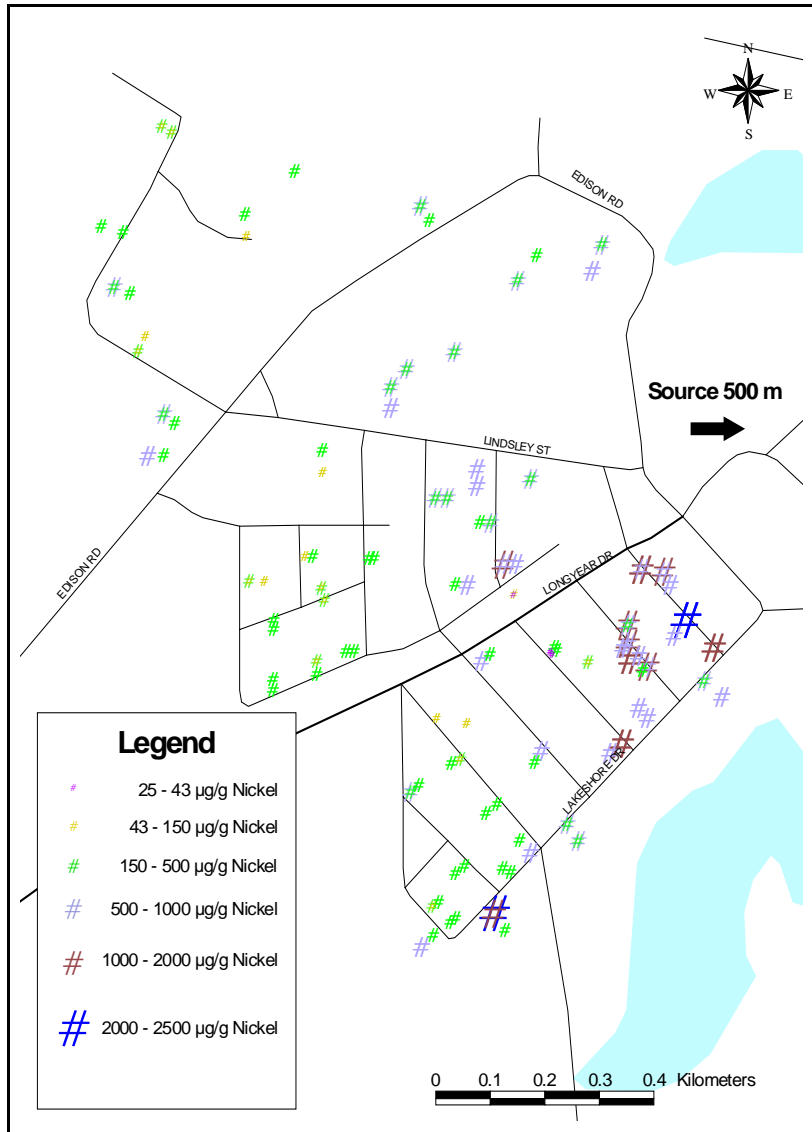 N
W E
S
EDISON RD
Source 500 m
LINDSLEY ST
EDISON RD
LONGYEAR DR
LAKESHORE DR
Legend
25 - 43 µg/g Nickel
43 - 150 µg/g Nickel
150 - 500 µg/g Nickel
500 - 1000 µg/g Nickel
1000 - 2000 µg/g Nickel
2000 - 2500 µg/g Nickel
0 0.1 0.2 0.3 0.4 Kilometers